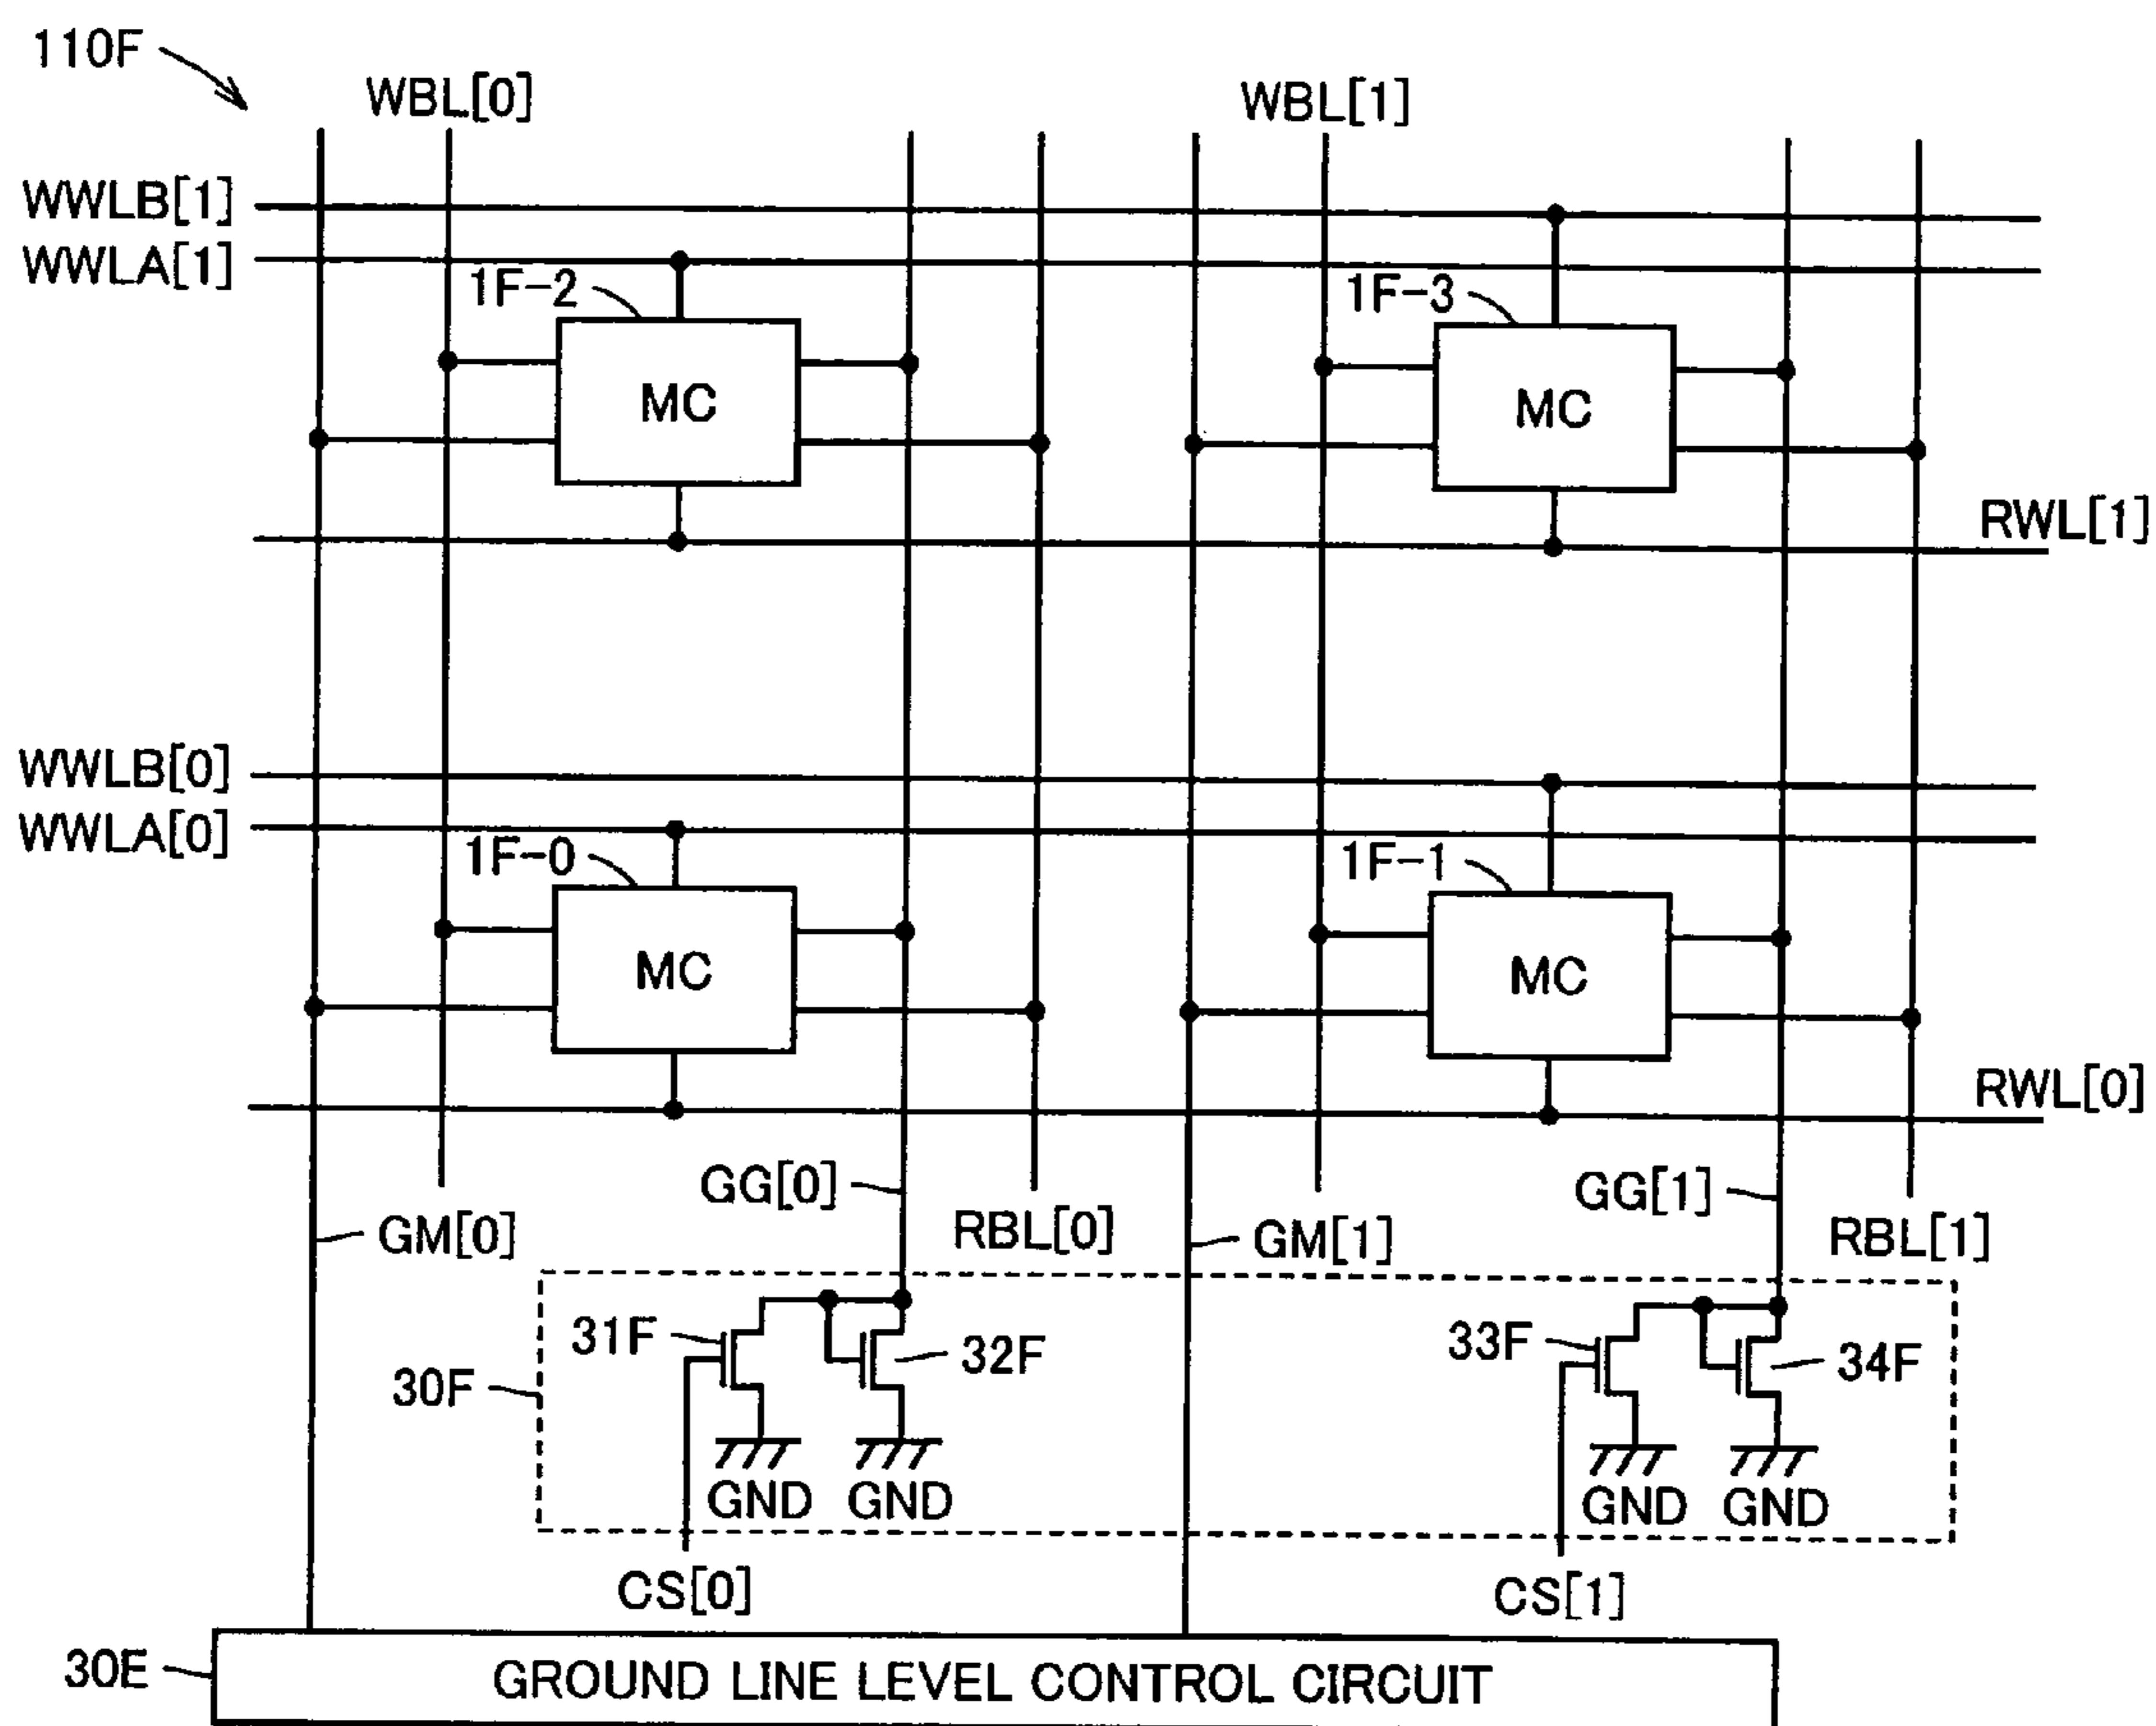 110F
WBL[0]
WBL[1]
WWLB[1]
WWLA[1]
1F-2
1F-3
MC
MC
RWL[1]
WWLB[0]
WWLA[0]
1F-0
1F-1
MC
MC
RWL[0]
GG[0]
GG[1]
GM[0]
RBL[0]
GM[1]
RBL[1]
31F
32F
33F
34F
30F
GND
GND
GND
GND
CS[0]
CS[1]
30E
GROUND LINE LEVEL CONTROL CIRCUIT